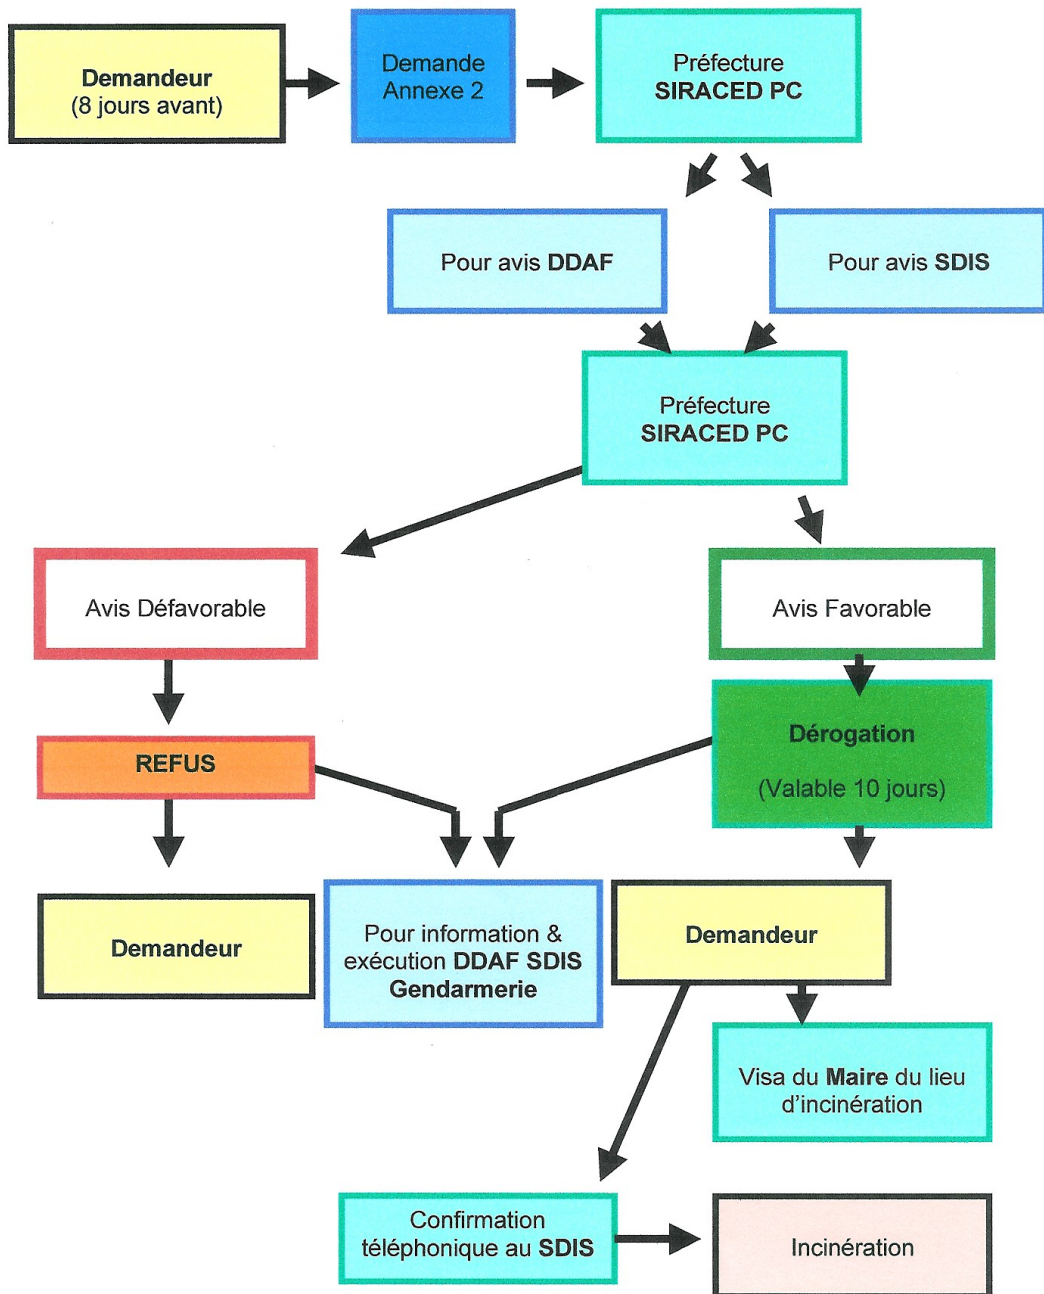 Demandeur
(8 jours avant)
Demande
Annexe 2
Préfecture
SIRACED PC
Pour avis DDAF
Pour avis SDIS
Préfecture
SIRACED PC
Avis Défavorable
Avis Favorable
REFUS
Dérogation
(Valable 10 jours)
Demandeur
Pour information &
exécution DDAF SDIS
Gendarmerie
Demandeur
Visa du Maire du lieu
d'incinération
Confirmation
téléphonique au SDIS
Incinération